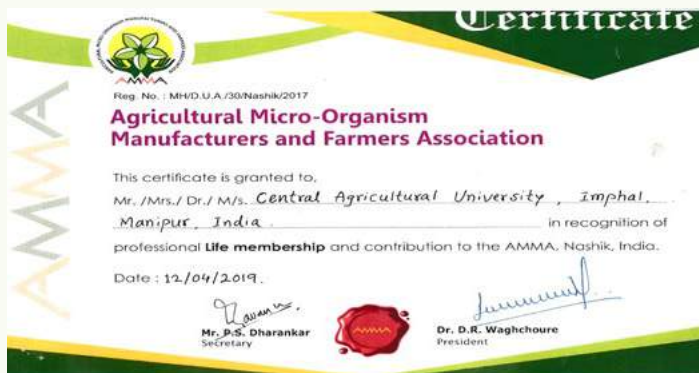 Certificate
AMMA
Reg. No. : MH/D.U.A./30/Nashik/2017
Agricultural Micro-Organism
Manufacturers and Farmers Association
AMMA
This certificate is granted to,
Mr. /Mrs./ Dr./ M/s. Central Agricultural University, Imphal,
Manipur, India in recognition of
professional Life membership and contribution to the AMMA, Nashik, India.
Date : 12/04/2019.
AMMA
Mr. P.S. Dharankar
Secretary
Dr. D.R. Waghchoure
President